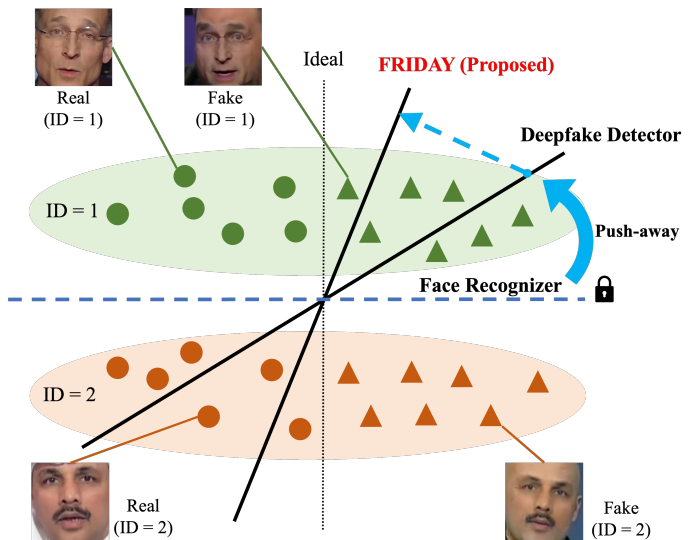 Ideal
FRIDAY (Proposed)
Real
(ID = 1)
Fake
(ID = 1)
Deepfake Detector
ID = 1
Push-away
Face Recognizer
ID = 2
Real
(ID = 2)
Fake
(ID = 2)